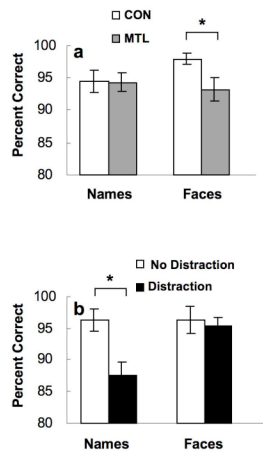 CON
MTL
*
100
a
95
90
85
80
Percent Correct
Names Faces
No Distraction
Distraction
*
100
b
95
90
85
80
Percent Correct
Names Faces